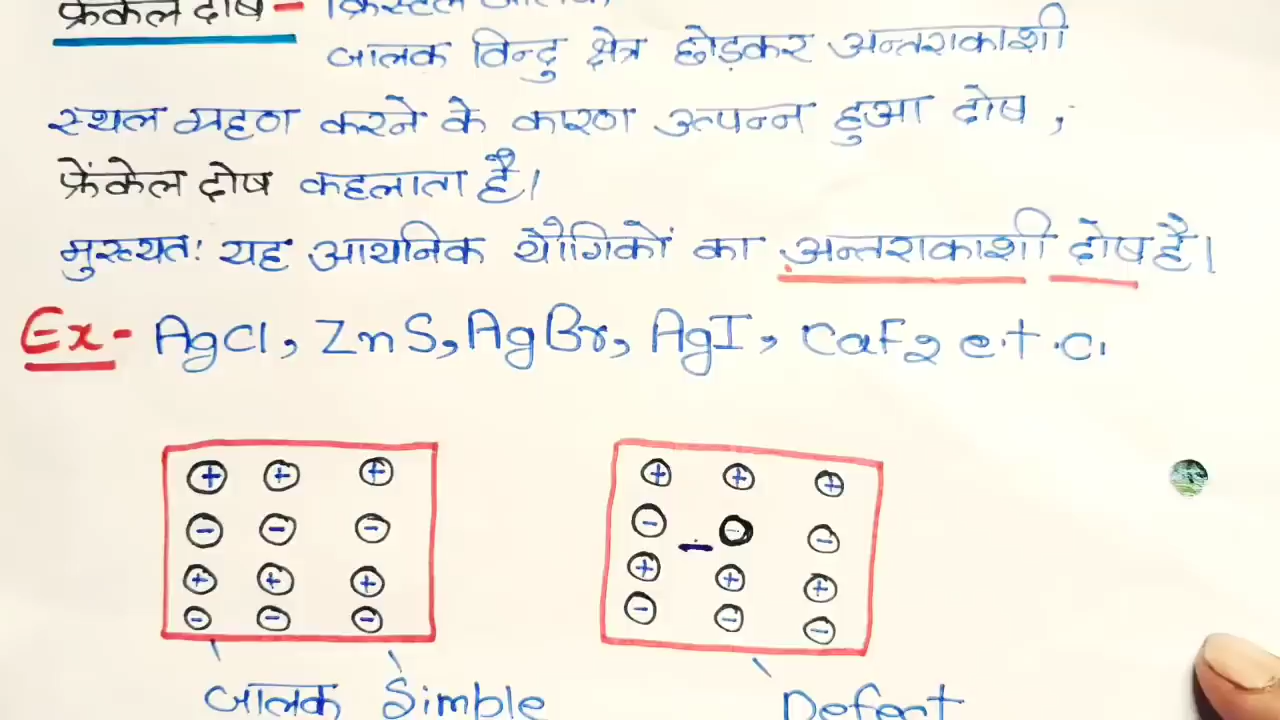 फ्रेंकेल दोष -
जालक विन्दु क्षेत्र छोड़कर अन्तराकाशी
स्थल ग्रहण करने के कारण उत्पन्न हुआ दोष,
फ्रेंकेल दोष कहलाता है।
मुख्यतः यह आयनिक यौगिकों का अन्तराकाशी दोष है।
Ex- AgCl, ZnS, AgBr, AgI, CaF2 e.t.c.
+ + + + + +
- - - - - - -
+ + + + + +
- - - - - -
जालक Simble Defect